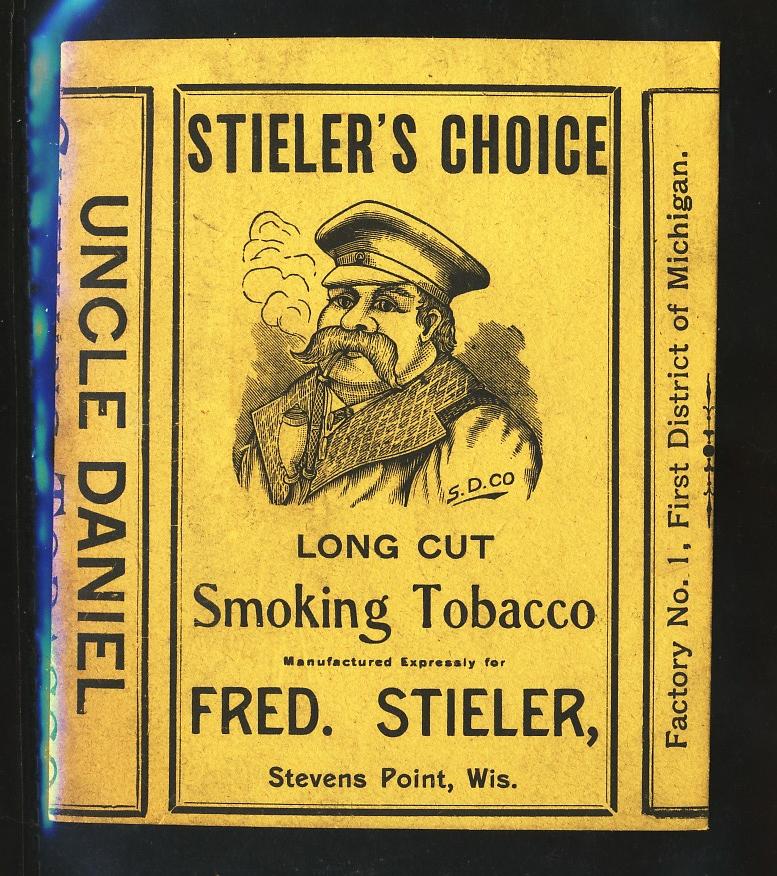 UNCLE DANIEL
STIELER'S CHOICE
S.D.CO
LONG CUT
Smoking Tobacco
Manufactured Expressly for
FRED. STIELER,
Stevens Point, Wis.
Factory No. 1, First District of Michigan.